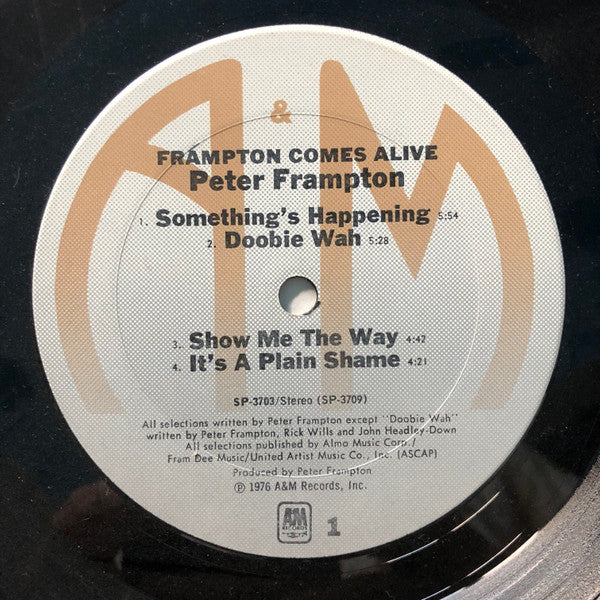 A & M
FRAMPTON COMES ALIVE
Peter Frampton
1. Something's Happening 5:54
2. Doobie Wah 5:28
3. Show Me The Way 4:42
4. It's A Plain Shame 4:21
SP-3703/Stereo (SP-3709)
All selections written by Peter Frampton except "Doobie Wah"
written by Peter Frampton, Rick Wills and John Headley-Down
All selections published by Almo Music Corp./
Fram Dee Music/United Artist Music Co., Inc. (ASCAP)
Produced by Peter Frampton
℗ 1976 A&M Records, Inc.
A&M
RECORDS
1